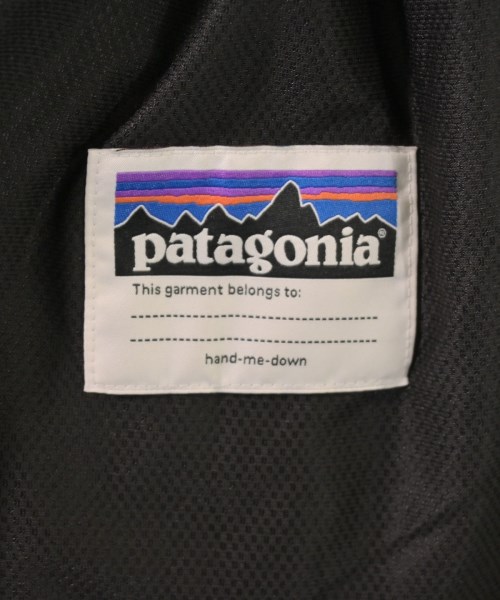 patagonia®
This garment belongs to:
hand-me-down